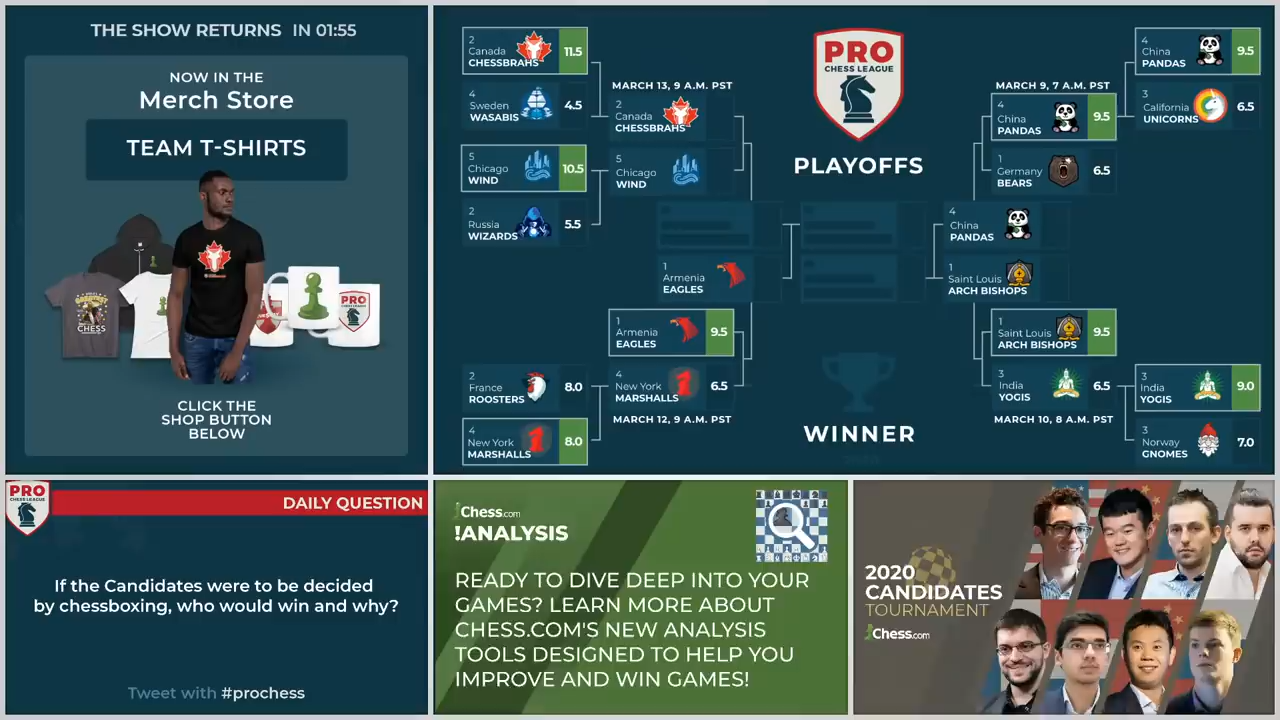 THE SHOW RETURNS IN 01:55
NOW IN THE
Merch Store
TEAM T-SHIRTS
CHESS
PRO
CLICK THE
SHOP BUTTON
BELOW
2
Canada
CHESSBRAHS
11.5
4
Sweden
WASABIS
4.5
5
Chicago
WIND
10.5
2
Russia
WIZARDS
5.5
MARCH 13, 9 A.M. PST
2
Canada
CHESSBRAHS
5
Chicago
WIND
1
Armenia
EAGLES
1
Armenia
EAGLES
9.5
4
New York
MARSHALLS
6.5
MARCH 12, 9 A.M. PST
2
France
ROOSTERS
8.0
4
New York
MARSHALLS
8.0
PRO
CHESS LEAGUE
PLAYOFFS
WINNER
MARCH 9, 7 A.M. PST
4
China
PANDAS
9.5
1
Germany
BEARS
6.5
4
China
PANDAS
9.5
3
California
UNICORNS
6.5
4
China
PANDAS
1
Saint Louis
ARCH BISHOPS
1
Saint Louis
ARCH BISHOPS
9.5
3
India
YOGIS
6.5
MARCH 10, 8 A.M. PST
3
India
YOGIS
9.0
3
Norway
GNOMES
7.0
PRO
CHESS LEAGUE
DAILY QUESTION
If the Candidates were to be decided
by chessboxing, who would win and why?
Tweet with #prochess
Chess.com
!ANALYSIS
READY TO DIVE DEEP INTO YOUR
GAMES? LEARN MORE ABOUT
CHESS.COM'S NEW ANALYSIS
TOOLS DESIGNED TO HELP YOU
IMPROVE AND WIN GAMES!
2020
CANDIDATES
TOURNAMENT
Chess.com